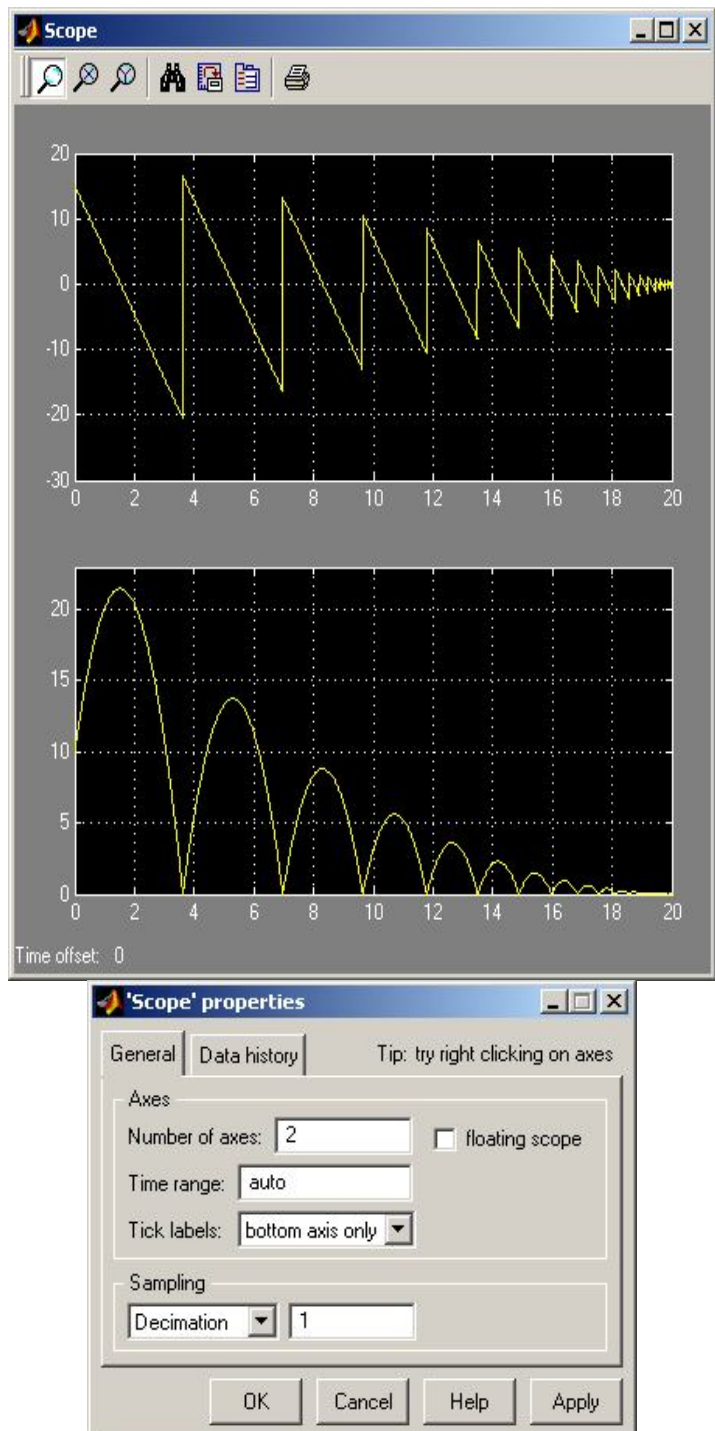 Scope
20
10
0
-10
-20
-30
0 2 4 6 8 10 12 14 16 18 20
20
15
10
5
0
0 2 4 6 8 10 12 14 16 18 20
Time offset: 0
'Scope' properties
General Data history Tip: try right clicking on axes
Axes
Number of axes: 2 floating scope
Time range: auto
Tick labels: bottom axis only
Sampling
Decimation 1
OK Cancel Help Apply